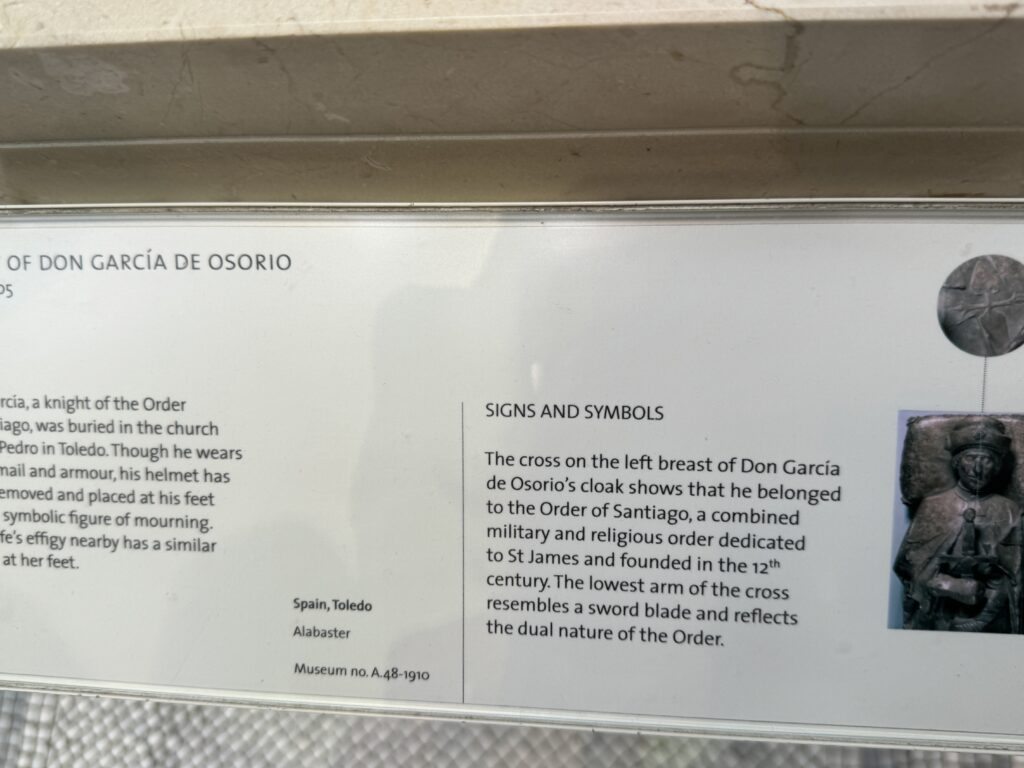 OF DON GARCÍA DE OSORIO
05
rcía, a knight of the Order
iago, was buried in the church
Pedro in Toledo. Though he wears
mail and armour, his helmet has
emoved and placed at his feet
symbolic figure of mourning.
fe's effigy nearby has a similar
at her feet.
Spain, Toledo
Alabaster
Museum no. A.48-1910
SIGNS AND SYMBOLS
The cross on the left breast of Don García
de Osorio's cloak shows that he belonged
to the Order of Santiago, a combined
military and religious order dedicated
to St James and founded in the 12th
century. The lowest arm of the cross
resembles a sword blade and reflects
the dual nature of the Order.